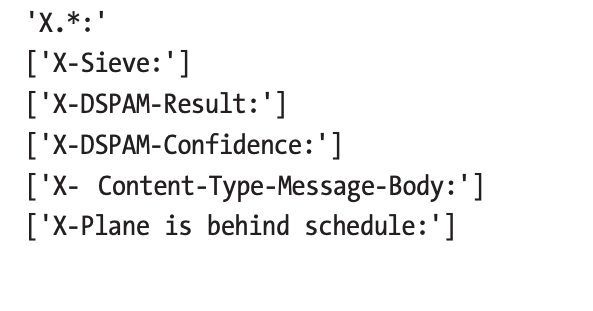 'X.*:'
['X-Sieve:']
['X-DSPAM-Result:']
['X-DSPAM-Confidence:']
['X- Content-Type-Message-Body:']
['X-Plane is behind schedule:']